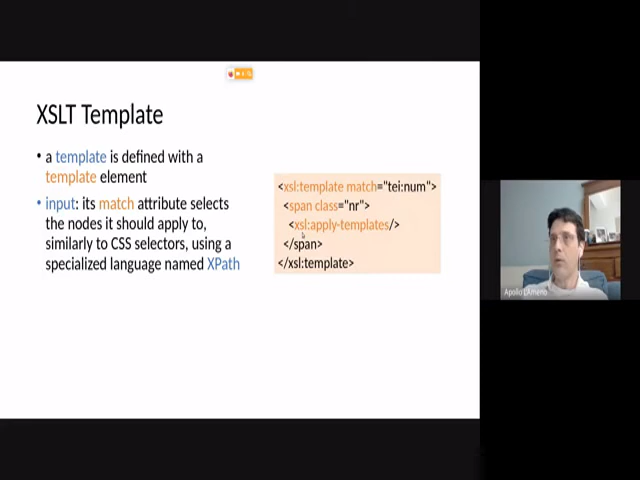 XSLT Template
• a template is defined with a
template element
• input: its match attribute selects
the nodes it should apply to,
similarly to CSS selectors, using a
specialized language named XPath
<xsl:template match="tei:num">
<span class="nr">
<xsl:apply-templates/>
</span>
</xsl:template>